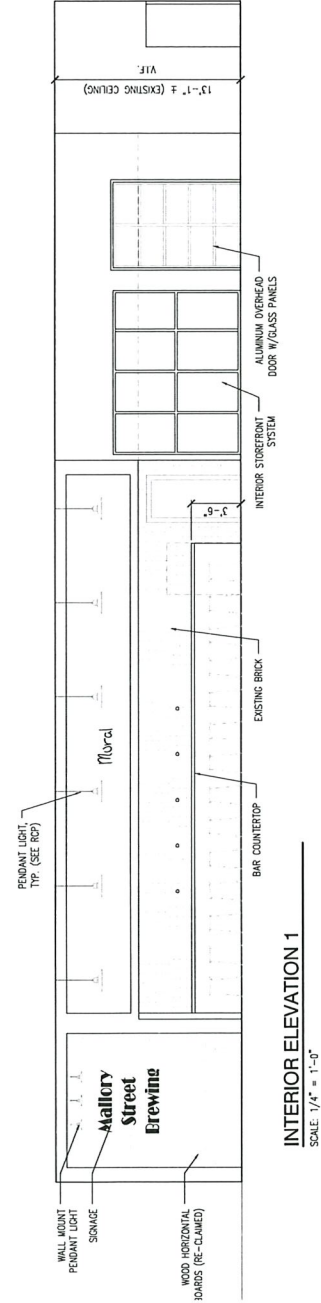 PENDANT LIGHT,
TYP. (SEE RCP)
WALL MOUNT
PENDANT LIGHT
SIGNAGE
Mallory
Street
Brewing
Mural
13'-1" ± (EXISTING CEILING)
V.I.F.
3'-6"
WOOD HORIZONTAL
BOARDS (RE-CLAIMED)
BAR COUNTERTOP
EXISTING BRICK
INTERIOR STOREFRONT
SYSTEM
ALUMINUM OVERHEAD
DOOR W/GLASS PANELS
INTERIOR ELEVATION 1
SCALE: 1/4" = 1'-0"